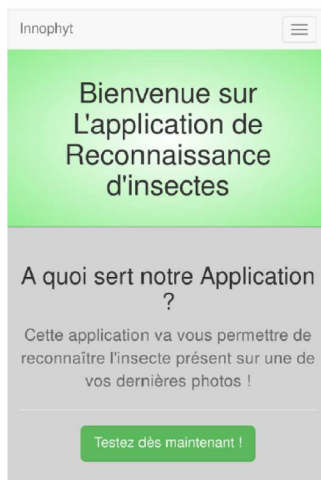 Innophyt
Bienvenue sur
L'application de
Reconnaissance
d'insectes
A quoi sert notre Application
?
Cette application va vous permettre de
reconnaître l'insecte présent sur une de
vos dernières photos !
Testez dès maintenant !